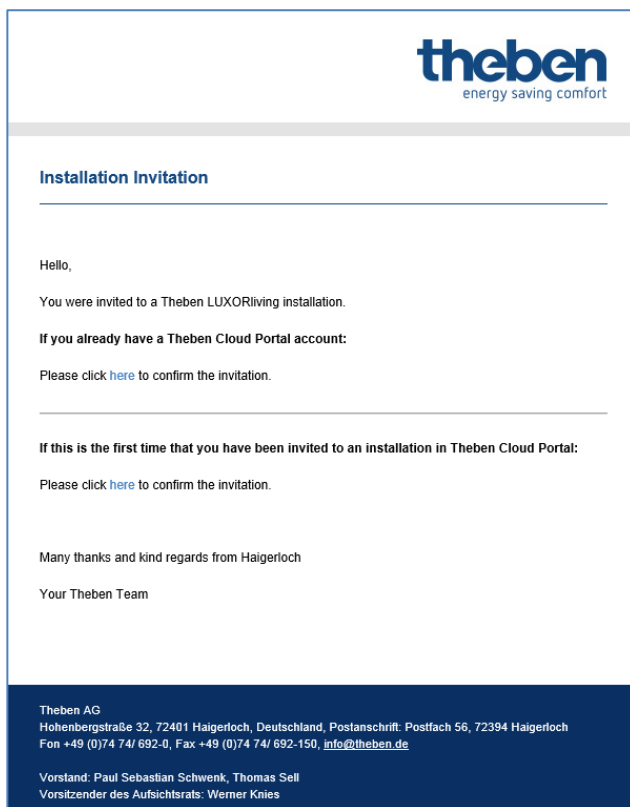 theben
energy saving comfort
Installation Invitation
Hello,
You were invited to a Theben LUXORliving installation.
If you already have a Theben Cloud Portal account:
Please click here to confirm the invitation.
If this is the first time that you have been invited to an installation in Theben Cloud Portal:
Please click here to confirm the invitation.
Many thanks and kind regards from Haigerloch
Your Theben Team
Theben AG
Hohenbergstraße 32, 72401 Haigerloch, Deutschland, Postanschrift: Postfach 56, 72394 Haigerloch
Fon +49 (0)74 74/ 692-0, Fax +49 (0)74 74/ 692-150, info@theben.de
Vorstand: Paul Sebastian Schwenk, Thomas Sell
Vorsitzender des Aufsichtsrats: Werner Knies